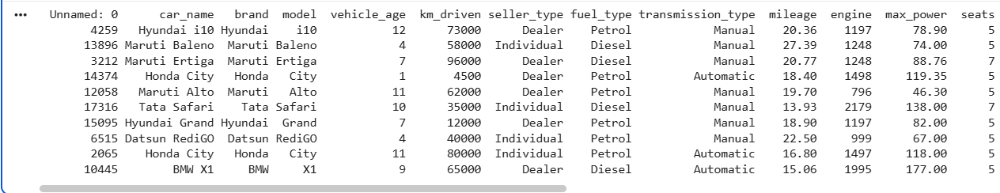 Unnamed: 0 car_name brand model vehicle_age km_driven seller_type fuel_type transmission_type mileage engine max_power seats
4259 Hyundai i10 Hyundai i10 12 73000 Dealer Petrol Manual 20.36 1197 78.90 5
13896 Maruti Baleno Maruti Baleno 4 58000 Individual Diesel Manual 27.39 1248 74.00 5
3212 Maruti Ertiga Maruti Ertiga 7 96000 Dealer Diesel Manual 20.77 1248 88.76 7
14374 Honda City Honda City 1 4500 Dealer Petrol Automatic 18.40 1498 119.35 5
12058 Maruti Alto Maruti Alto 11 62000 Dealer Petrol Manual 19.70 796 46.30 5
17316 Tata Safari Tata Safari 10 35000 Individual Diesel Manual 13.93 2179 138.00 7
15095 Hyundai Grand Hyundai Grand 7 12000 Dealer Petrol Manual 18.90 1197 82.00 5
6515 Datsun RediGO Datsun RediGO 4 40000 Individual Petrol Manual 22.50 999 67.00 5
2065 Honda City Honda City 11 80000 Individual Petrol Automatic 16.80 1497 118.00 5
10445 BMW X1 BMW X1 9 65000 Dealer Diesel Automatic 15.06 1995 177.00 5